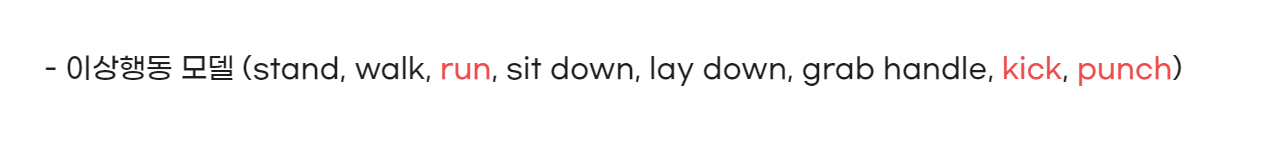 - 이상행동 모델 (stand, walk, run, sit down, lay down, grab handle, kick, punch)